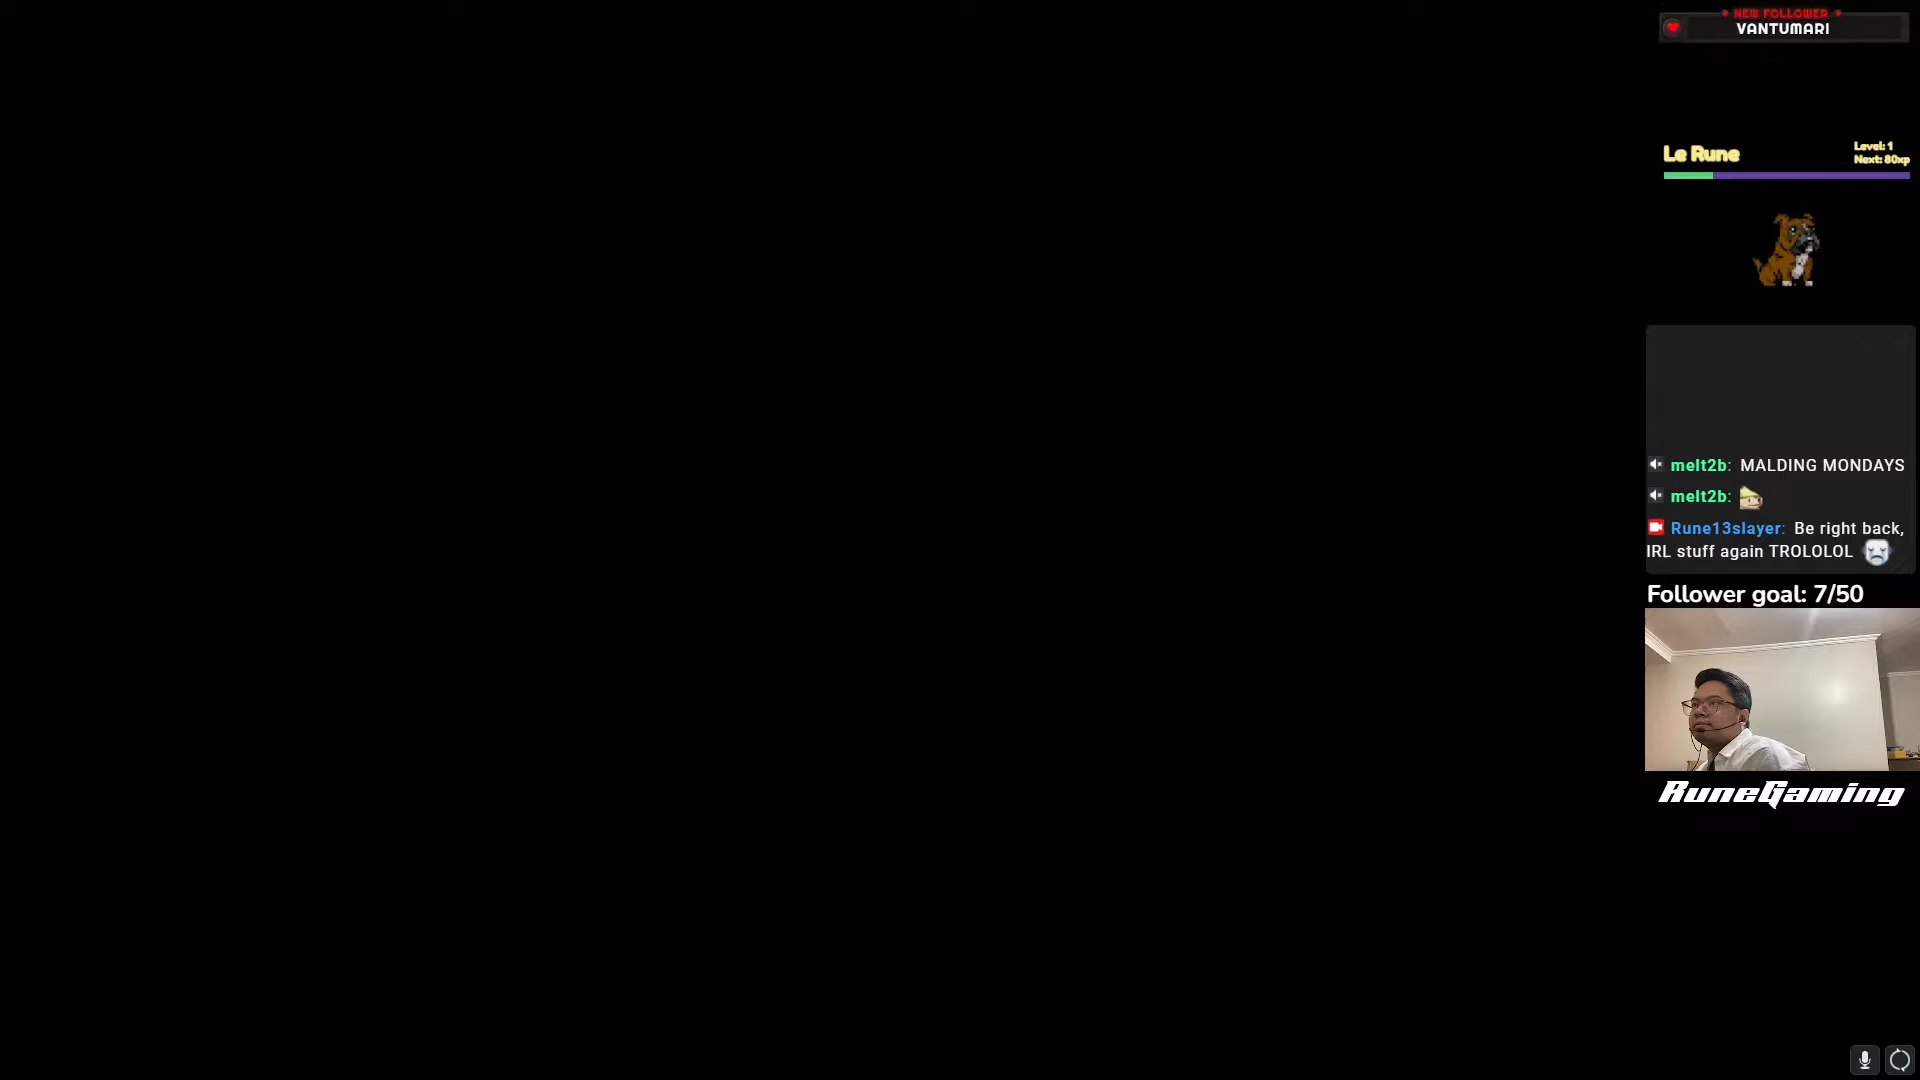 NEW FOLLOWER
VANTUMARI
Le Rune
Level: 1
Next: 80xp
melt2b: MALDING MONDAYS
melt2b:
Rune13slayer: Be right back,
IRL stuff again TROLOLOL
Follower goal: 7/50
RuneGaming